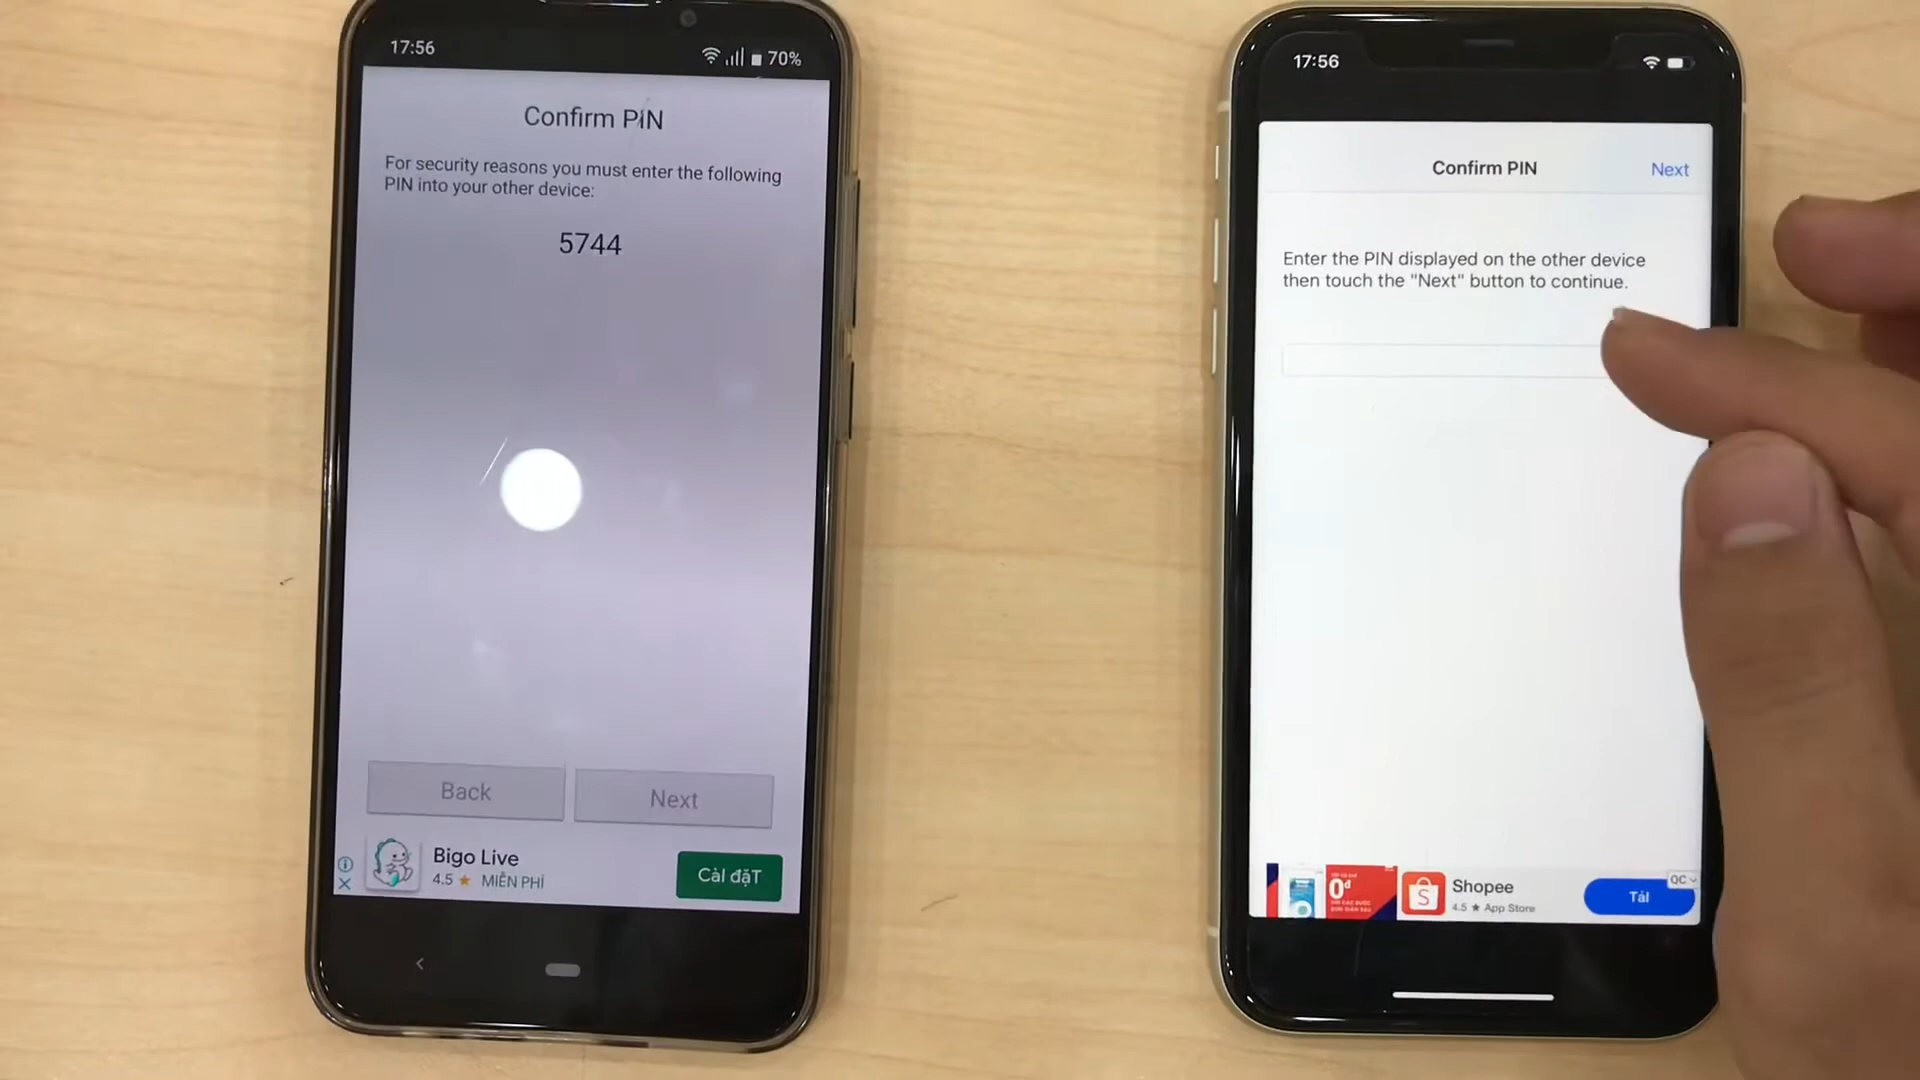 17:56
70%
Confirm PIN
For security reasons you must enter the following
PIN into your other device:
5744
Back
Next
Bigo Live
4.5 ★ MIỄN PHÍ
Cài đặT
17:56
Confirm PIN
Next
Enter the PIN displayed on the other device
then touch the "Next" button to continue.
0đ
Shopee
4.5 ★ App Store
QC
Tải